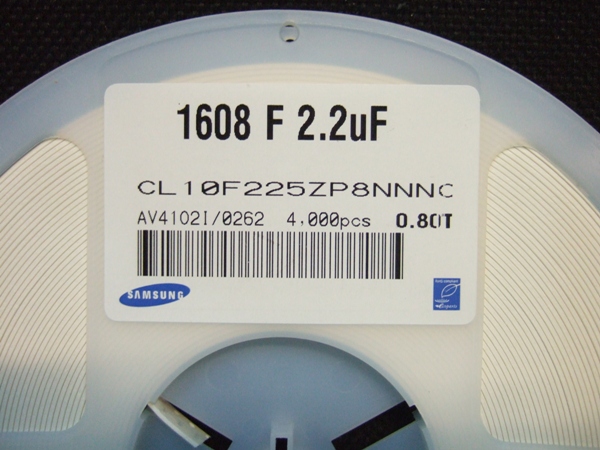 1608 F 2.2uF
CL10F225ZP8NNNC
AV4102I/0262 4,000pcs 0.80T
SAMSUNG